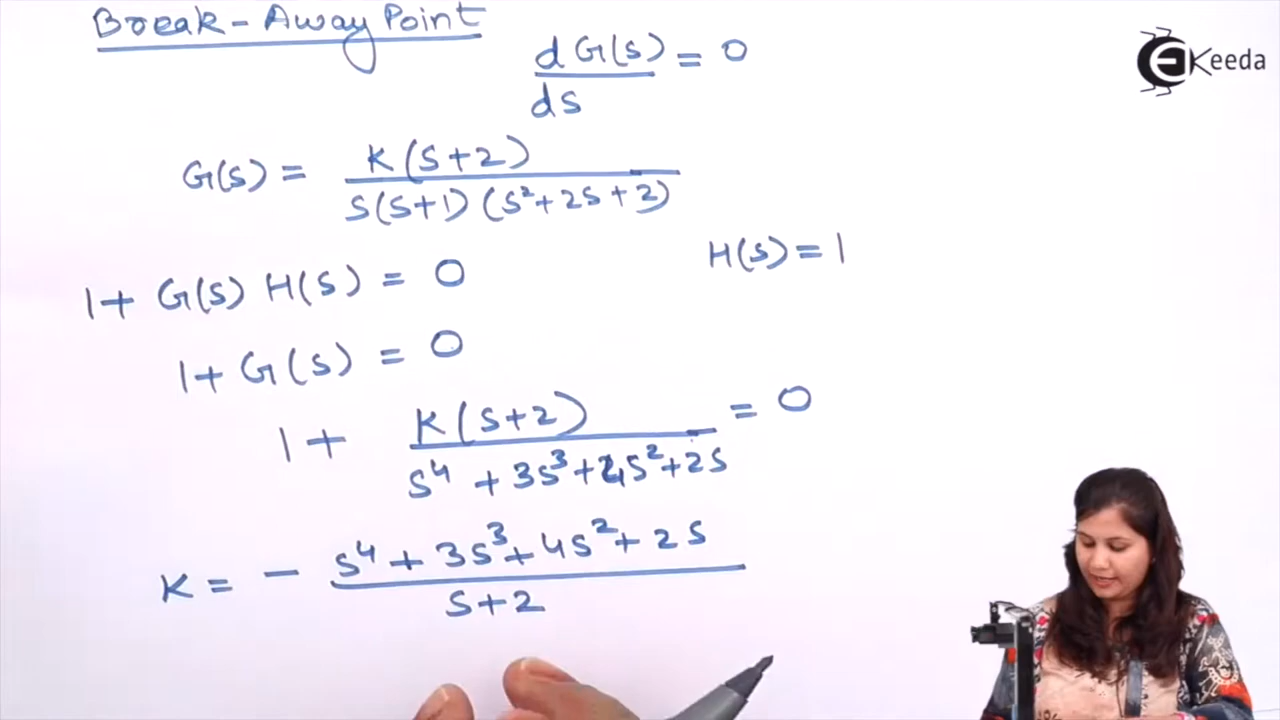 Break-Away Point
d G(s) / ds = 0
EKeeda
G(s) = K(s+2) / s(s+1)(s²+2s+2)
H(s) = 1
1+ G(s) H(s) = 0
1+ G(s) = 0
1+ K(s+2) / s⁴ + 3s³ + 4s² + 2s = 0
K = - s⁴ + 3s³ + 4s² + 2s / s+2